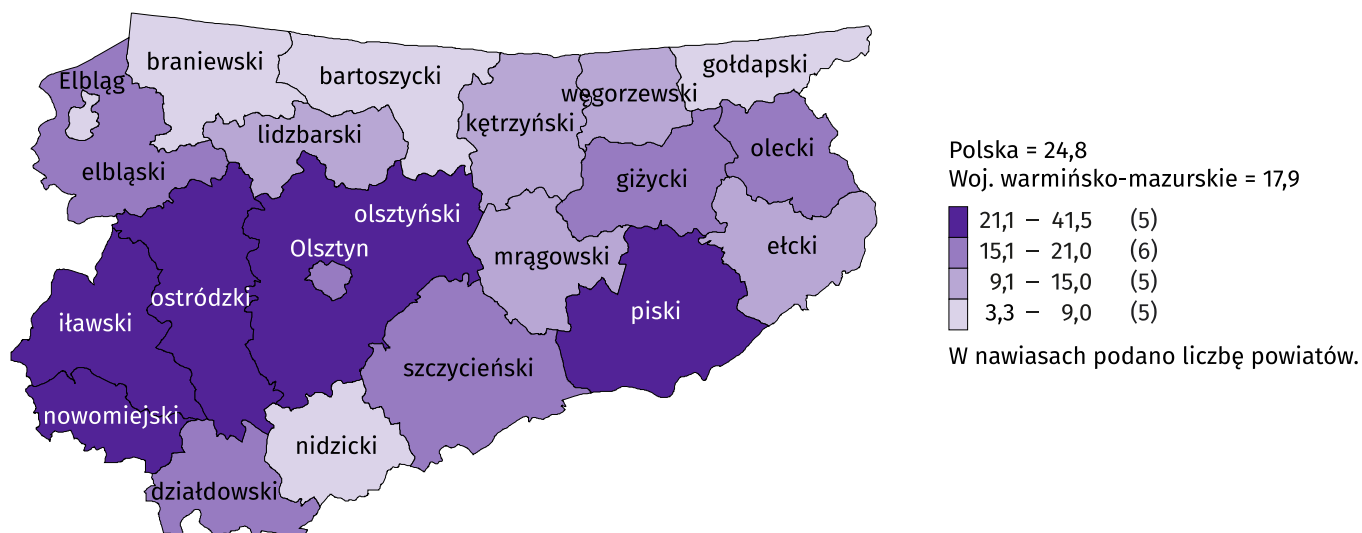 braniewski
bartoszycki
gołdapski
Elbląg
węgorzewski
kętrzyński
lidzbarski
olecki
elbląski
giżycki
olsztyński
Olsztyn
mrągowski
ełcki
ostródzki
iławski
piski
szczycieński
nowomiejski
nidzicki
działdowski
Polska = 24,8
Woj. warmińsko-mazurskie = 17,9
21,1 – 41,5 (5)
15,1 – 21,0 (6)
9,1 – 15,0 (5)
3,3 – 9,0 (5)
W nawiasach podano liczbę powiatów.